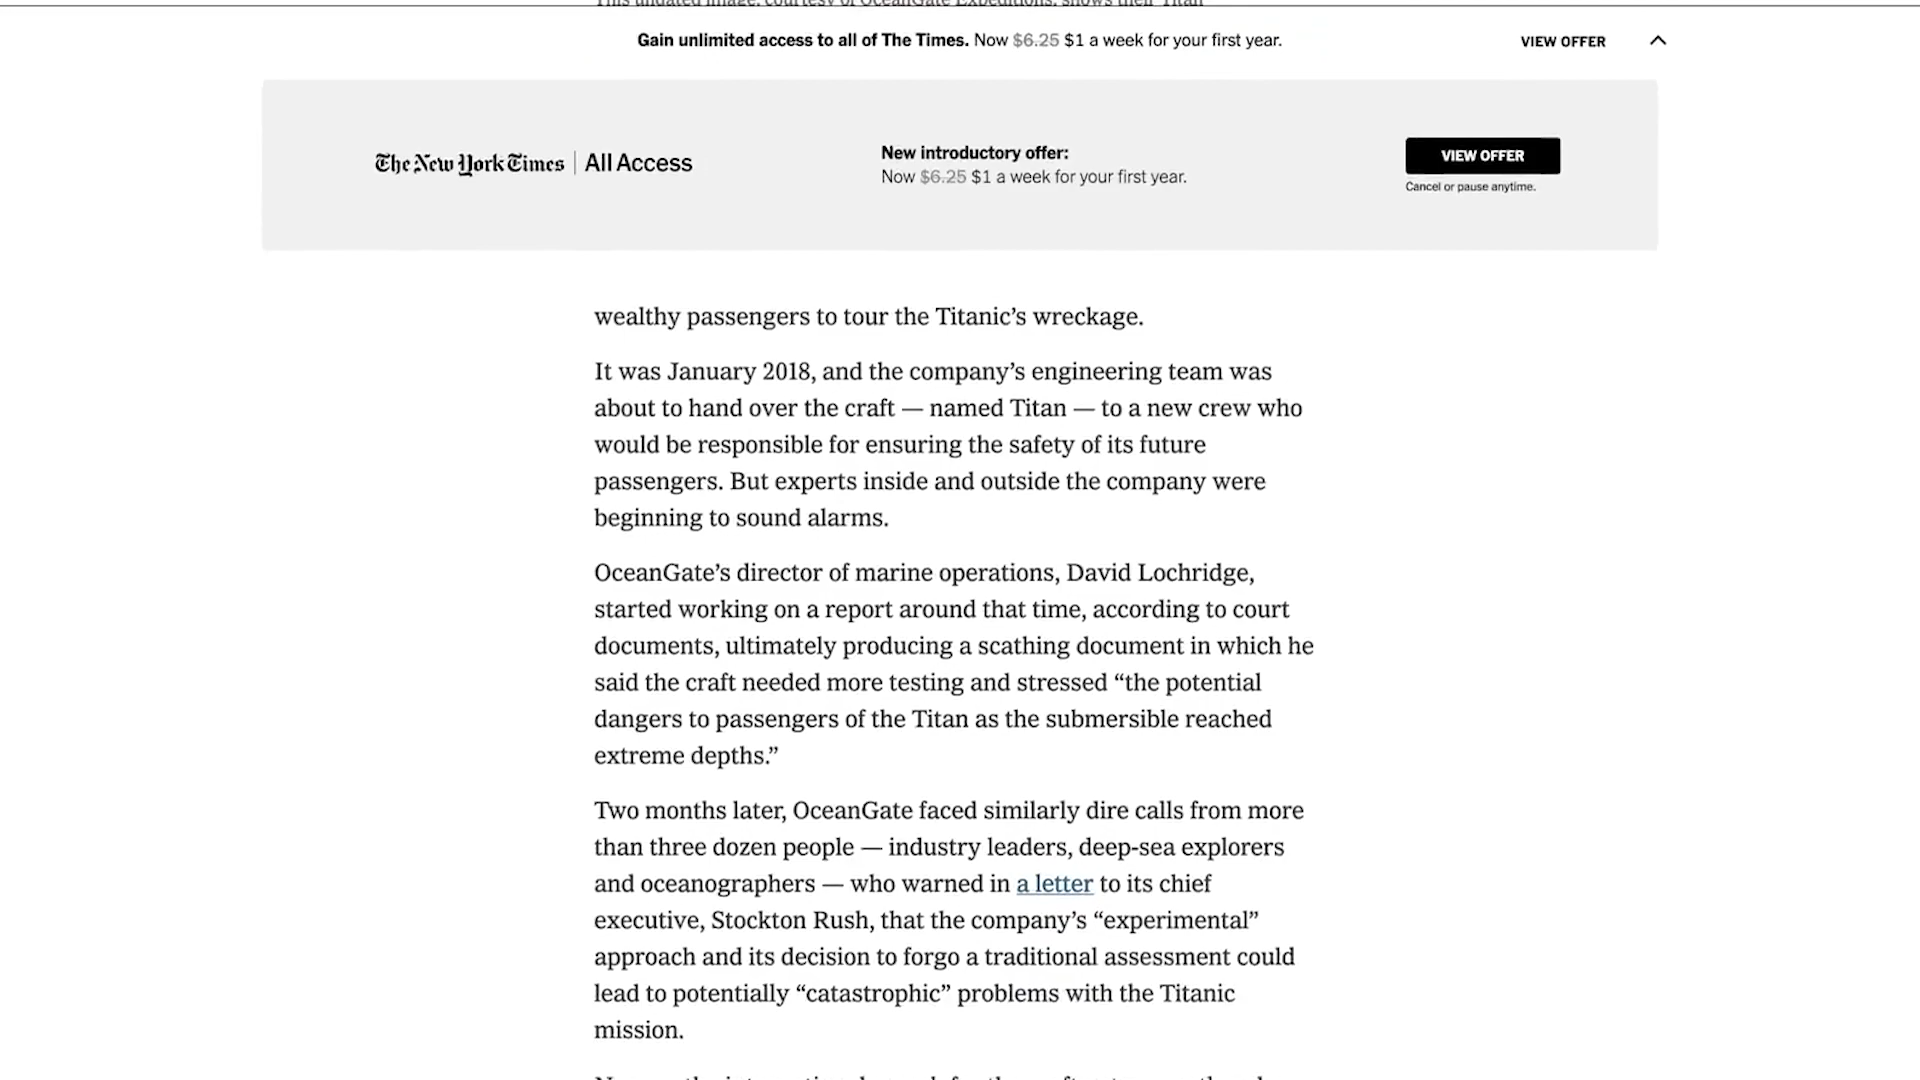 This undated image, courtesy of OceanGate Expeditions, shows their Titan
Gain unlimited access to all of The Times. Now $6.25 $1 a week for your first year.
VIEW OFFER
The New York Times | All Access
New introductory offer:
Now $6.25 $1 a week for your first year.
VIEW OFFER
Cancel or pause anytime.
wealthy passengers to tour the Titanic’s wreckage.
It was January 2018, and the company’s engineering team was
about to hand over the craft — named Titan — to a new crew who
would be responsible for ensuring the safety of its future
passengers. But experts inside and outside the company were
beginning to sound alarms.
OceanGate’s director of marine operations, David Lochridge,
started working on a report around that time, according to court
documents, ultimately producing a scathing document in which he
said the craft needed more testing and stressed “the potential
dangers to passengers of the Titan as the submersible reached
extreme depths.”
Two months later, OceanGate faced similarly dire calls from more
than three dozen people — industry leaders, deep-sea explorers
and oceanographers — who warned in a letter to its chief
executive, Stockton Rush, that the company’s “experimental”
approach and its decision to forgo a traditional assessment could
lead to potentially “catastrophic” problems with the Titanic
mission.